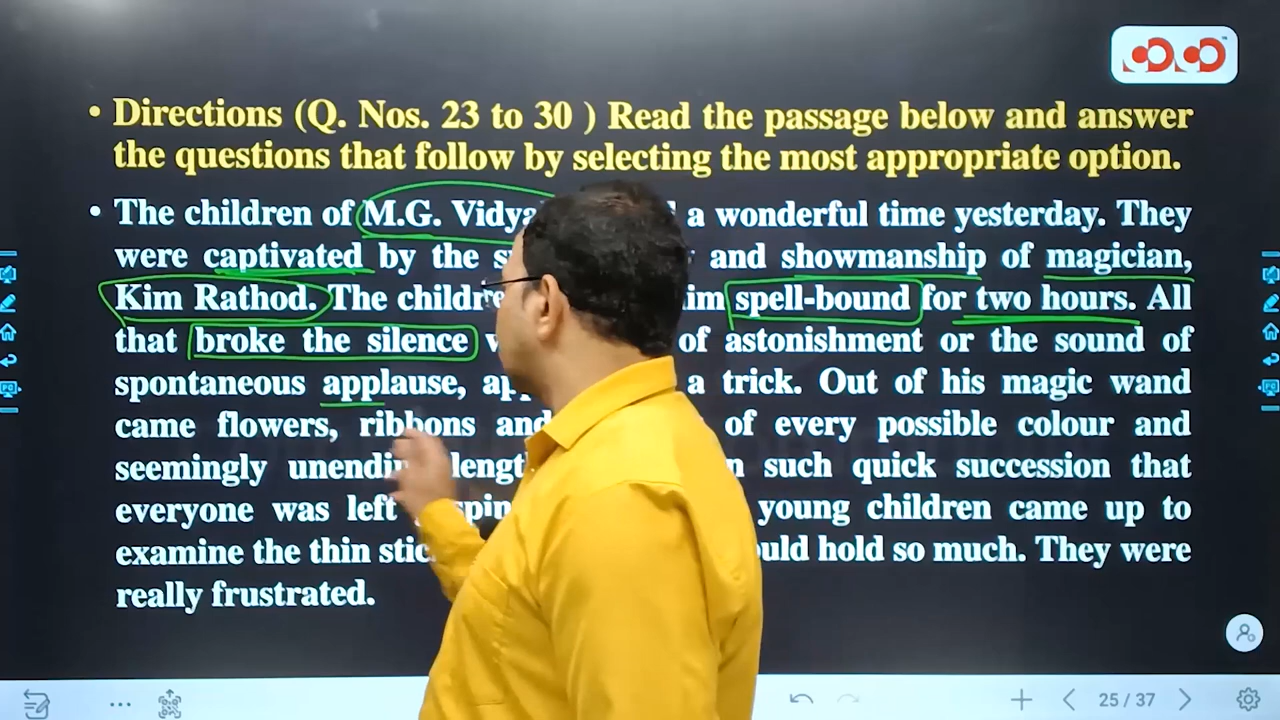 • Directions (Q. Nos. 23 to 30 ) Read the passage below and answer
the questions that follow by selecting the most appropriate option.
• The children of M.G. a wonderful time yesterday. They
were captivated by the and showmanship of magician,
Kim Rathod. The spell-bound for two hours. All
that broke the silence of astonishment or the sound of
spontaneous applause, a trick. Out of his magic wand
came flowers, ribbons and of every possible colour and
seemingly such quick succession that
everyone was left young children came up to
examine the thin hold so much. They were
really frustrated.
25 / 37